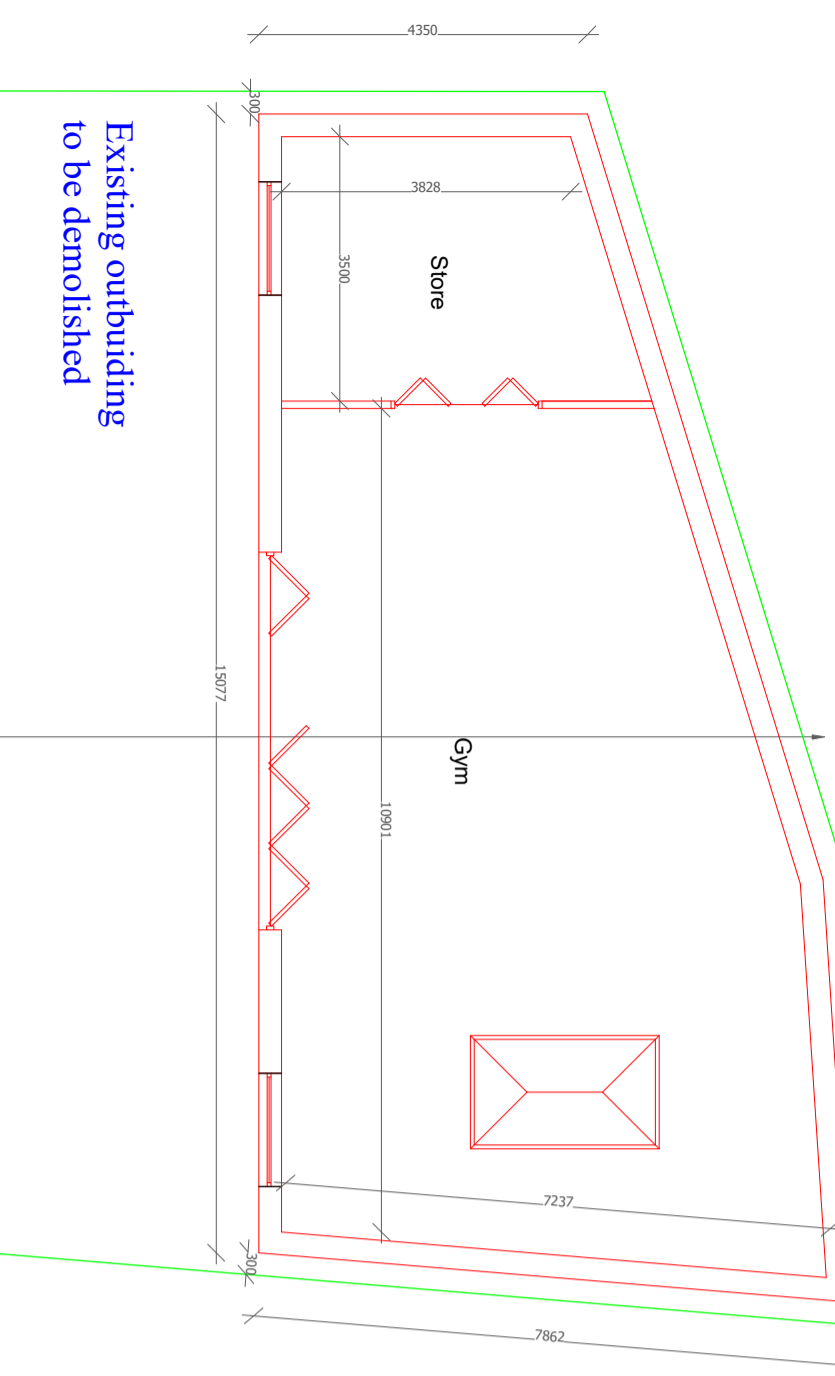 4350
300
3828
3500
Store
Existing outbuiding
to be demolished
15077
Gym
10901
7237
300
7862